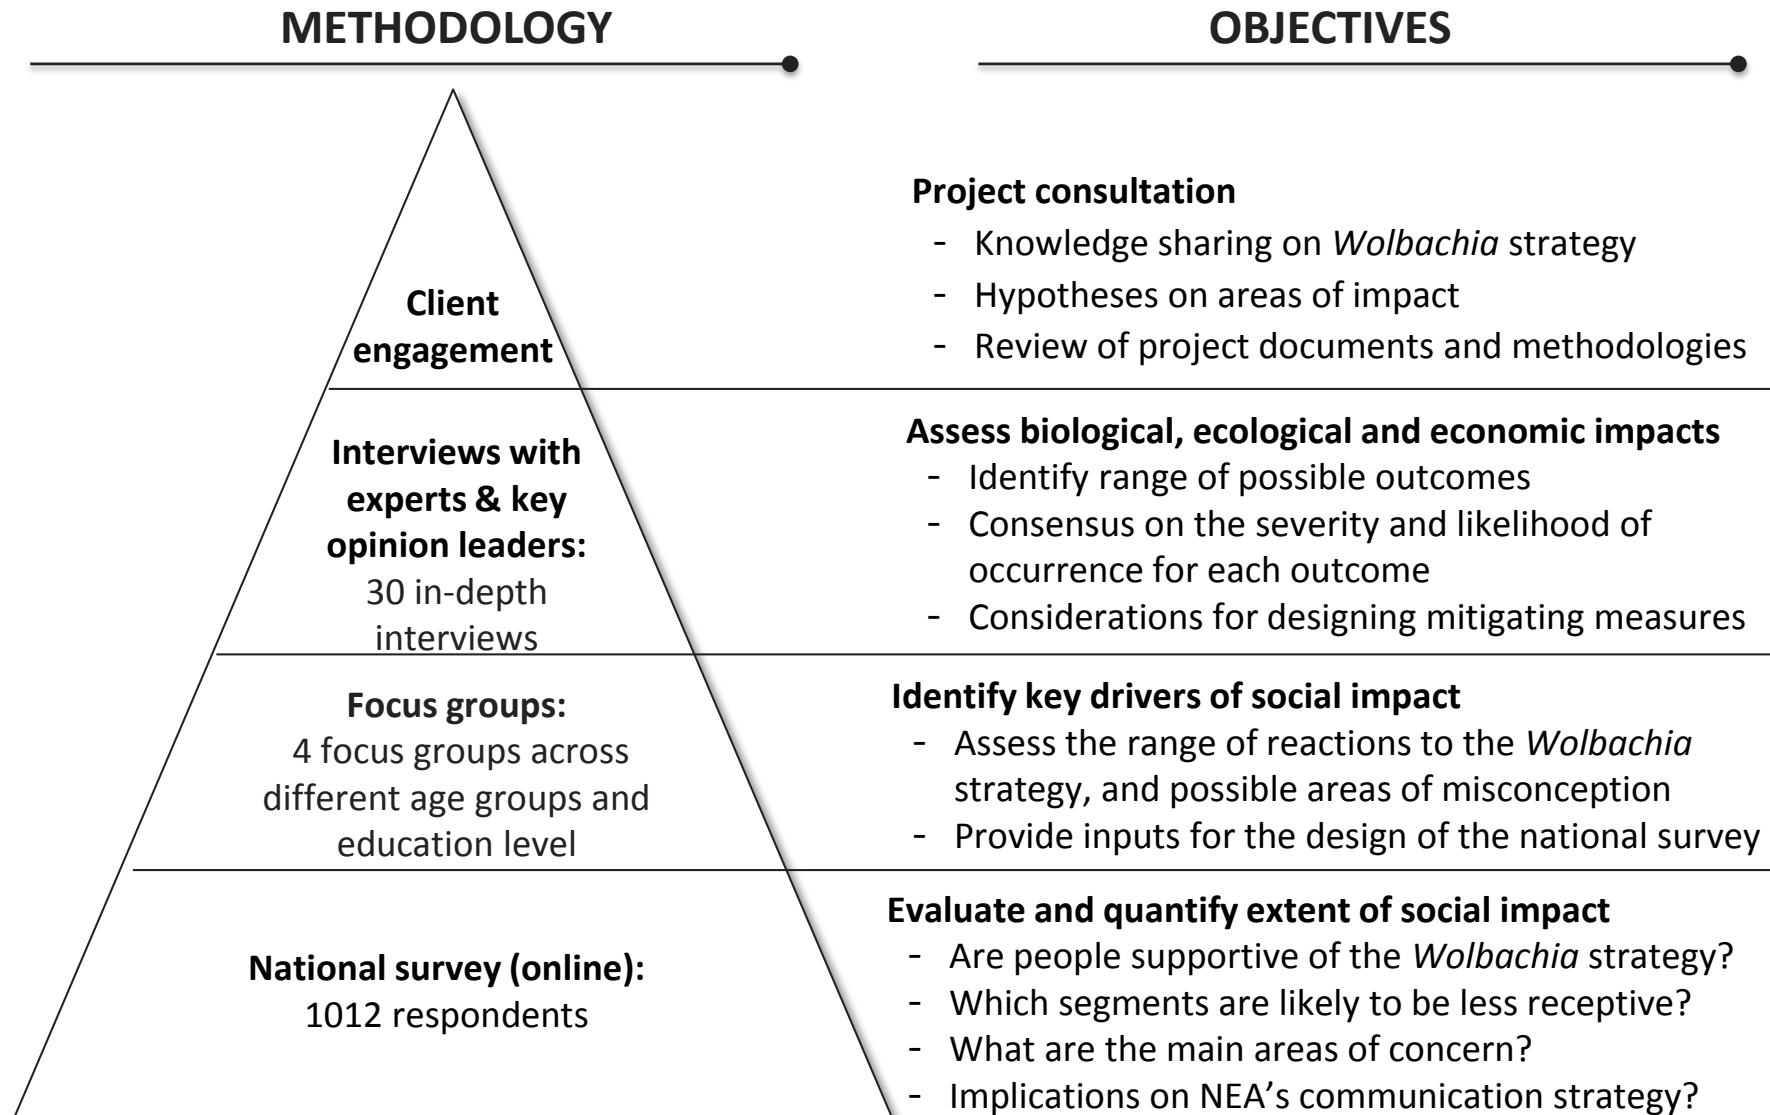 METHODOLOGY
OBJECTIVES
Client
engagement
Project consultation
- Knowledge sharing on Wolbachia strategy
- Hypotheses on areas of impact
- Review of project documents and methodologies
Interviews with
experts & key
opinion leaders:
30 in-depth
interviews
Assess biological, ecological and economic impacts
- Identify range of possible outcomes
- Consensus on the severity and likelihood of
occurrence for each outcome
- Considerations for designing mitigating measures
Focus groups:
4 focus groups across
different age groups and
education level
Identify key drivers of social impact
- Assess the range of reactions to the Wolbachia
strategy, and possible areas of misconception
- Provide inputs for the design of the national survey
National survey (online):
1012 respondents
Evaluate and quantify extent of social impact
- Are people supportive of the Wolbachia strategy?
- Which segments are likely to be less receptive?
- What are the main areas of concern?
- Implications on NEA's communication strategy?